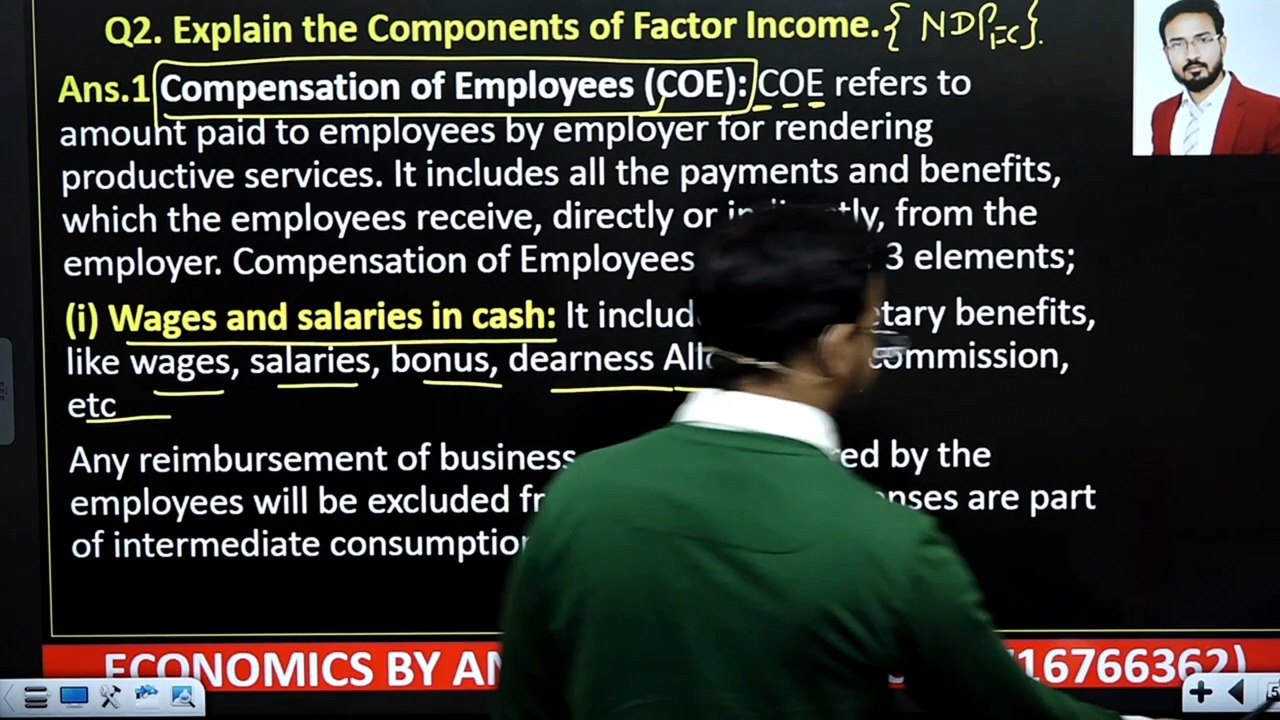 Q2. Explain the Components of Factor Income. { NDPFC}.
Ans.1 Compensation of Employees (COE): COE refers to
amount paid to employees by employer for rendering
productive services. It includes all the payments and benefits,
which the employees receive, directly or from the
employer. Compensation of Employees 3 elements;
(i) Wages and salaries in cash: It benefits,
like wages, salaries, bonus, dearness commission,
etc
Any reimbursement of business by the
employees will be excluded are part
of intermediate
ECONOMICS BY